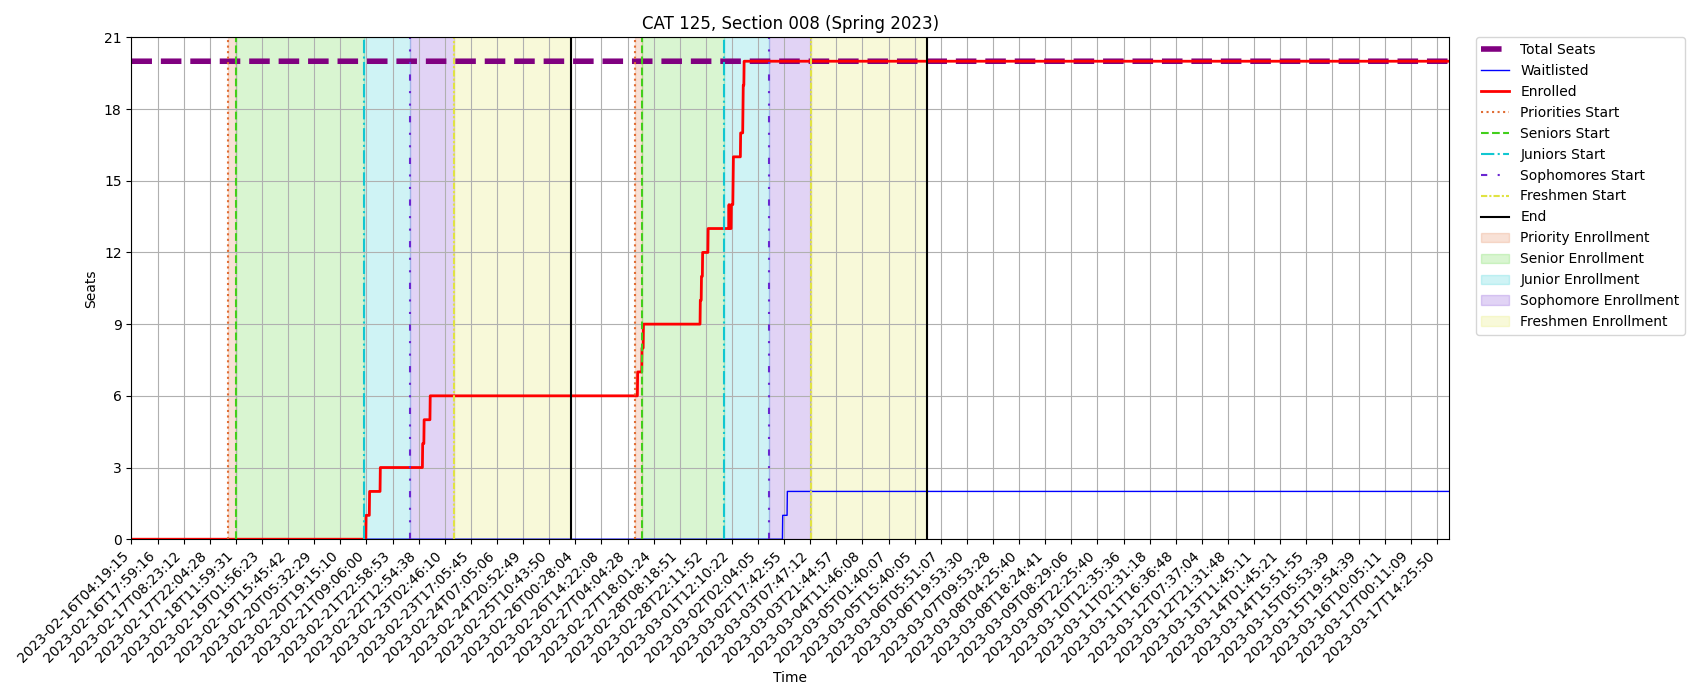 CAT 125, Section 008 (Spring 2023)
Seats
21
18
15
12
9
6
3
0
2023-02-16T04:19:15
2023-02-16T17:59:16
2023-02-17T08:23:12
2023-02-17T22:04:28
2023-02-18T11:59:31
2023-02-19T01:56:23
2023-02-19T15:45:42
2023-02-20T05:32:29
2023-02-20T19:15:10
2023-02-21T09:06:00
2023-02-21T22:58:53
2023-02-22T12:54:38
2023-02-23T02:46:10
2023-02-23T17:05:45
2023-02-24T07:05:06
2023-02-24T20:52:49
2023-02-25T10:43:50
2023-02-26T00:28:04
2023-02-26T14:22:08
2023-02-27T04:04:28
2023-02-27T18:01:24
2023-02-28T08:18:51
2023-02-28T22:11:52
2023-03-01T12:10:22
2023-03-02T02:04:05
2023-03-02T17:42:55
2023-03-03T07:47:12
2023-03-03T21:44:57
2023-03-04T11:46:08
2023-03-05T01:40:07
2023-03-05T15:40:05
2023-03-06T05:51:07
2023-03-06T19:53:30
2023-03-07T09:53:28
2023-03-08T04:25:40
2023-03-08T18:24:41
2023-03-09T08:29:06
2023-03-09T22:25:40
2023-03-10T12:35:36
2023-03-11T02:31:18
2023-03-11T16:36:48
2023-03-12T07:37:04
2023-03-12T21:31:48
2023-03-13T11:45:11
2023-03-14T01:45:21
2023-03-14T15:51:55
2023-03-15T05:53:39
2023-03-15T19:54:39
2023-03-16T10:05:11
2023-03-17T00:11:09
2023-03-17T14:25:50
Time
Total Seats
Waitlisted
Enrolled
Priorities Start
Seniors Start
Juniors Start
Sophomores Start
Freshmen Start
End
Priority Enrollment
Senior Enrollment
Junior Enrollment
Sophomore Enrollment
Freshmen Enrollment